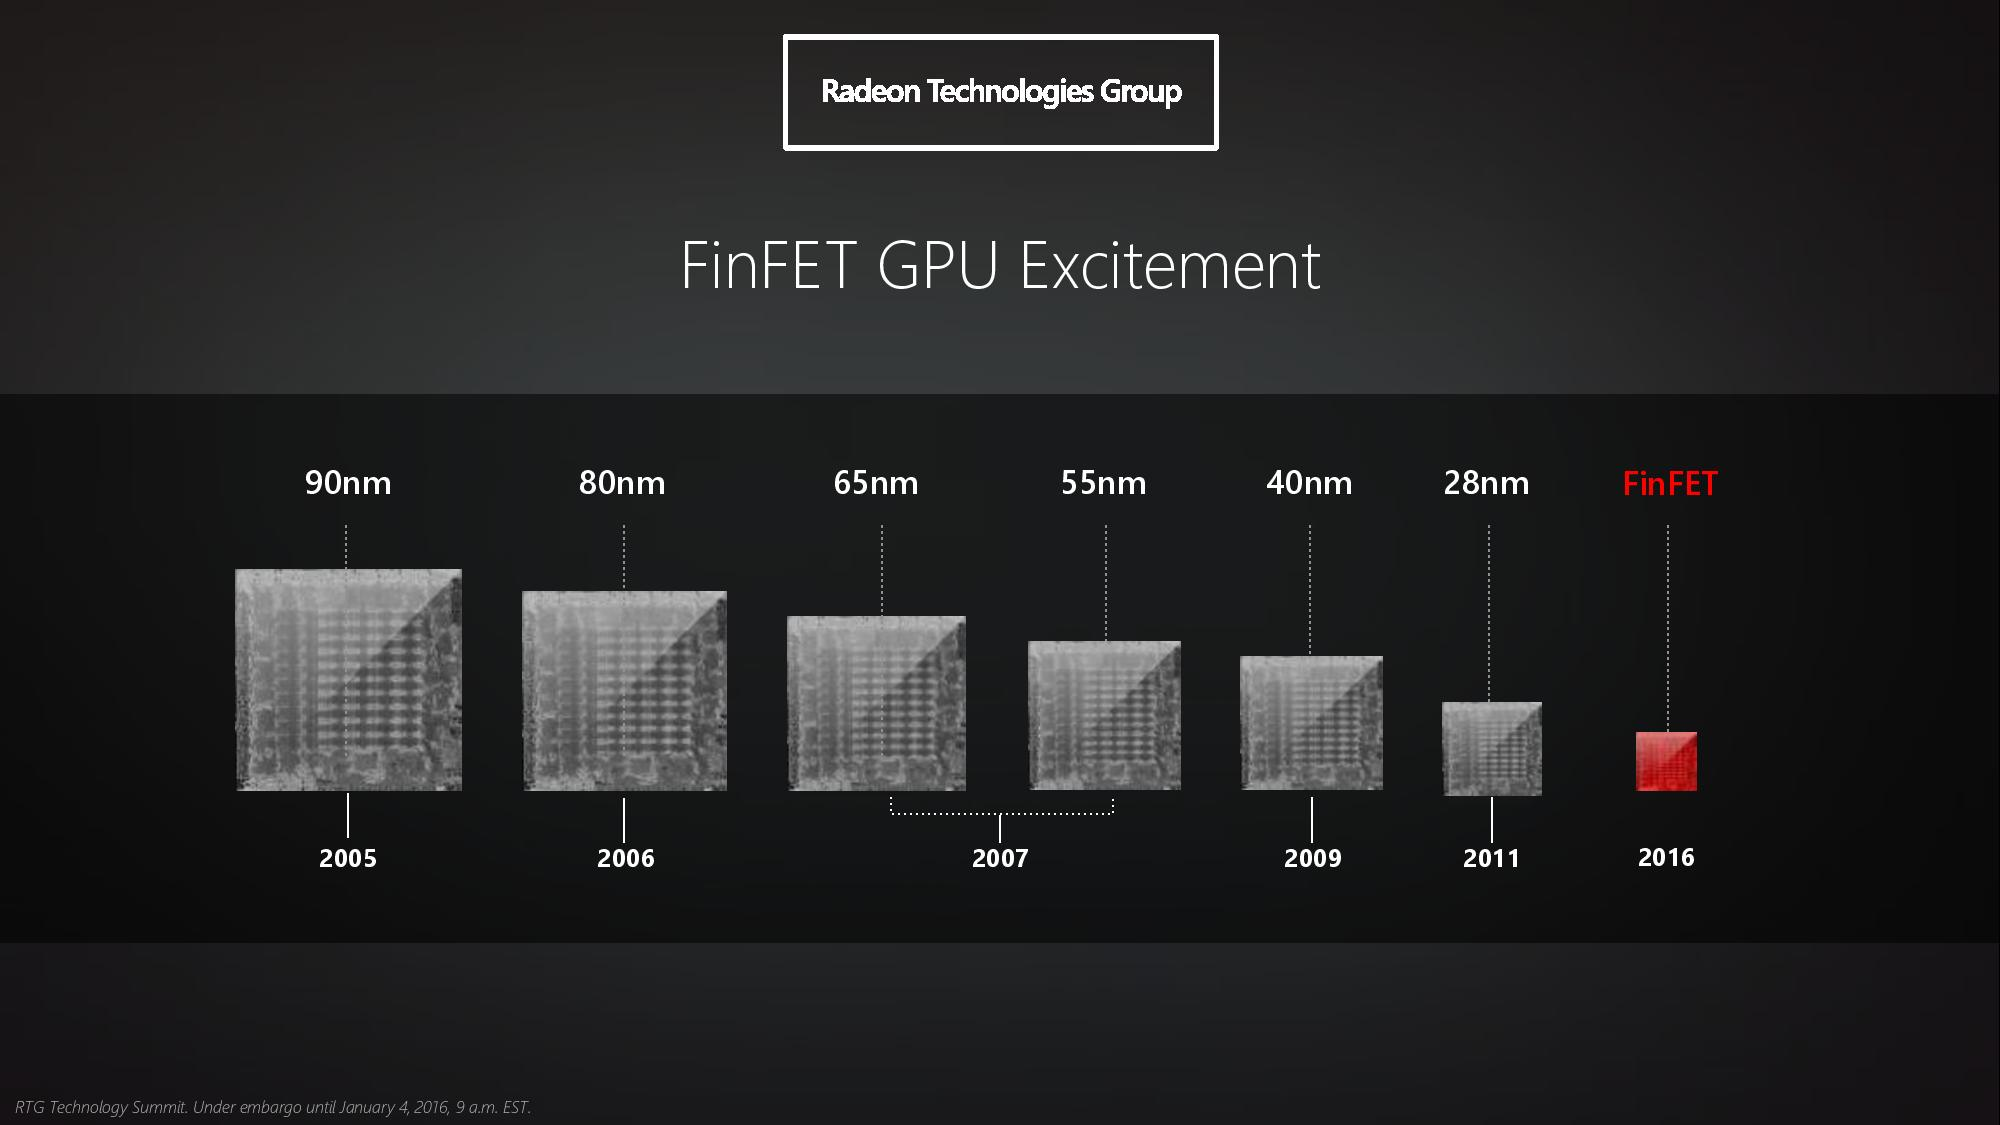 Radeon Technologies Group
FinFET GPU Excitement
90nm 80nm 65nm 55nm 40nm 28nm FinFET
2005 2006 2007 2009 2011 2016
RTG Technology Summit. Under embargo until January 4, 2016, 9 a.m. EST.